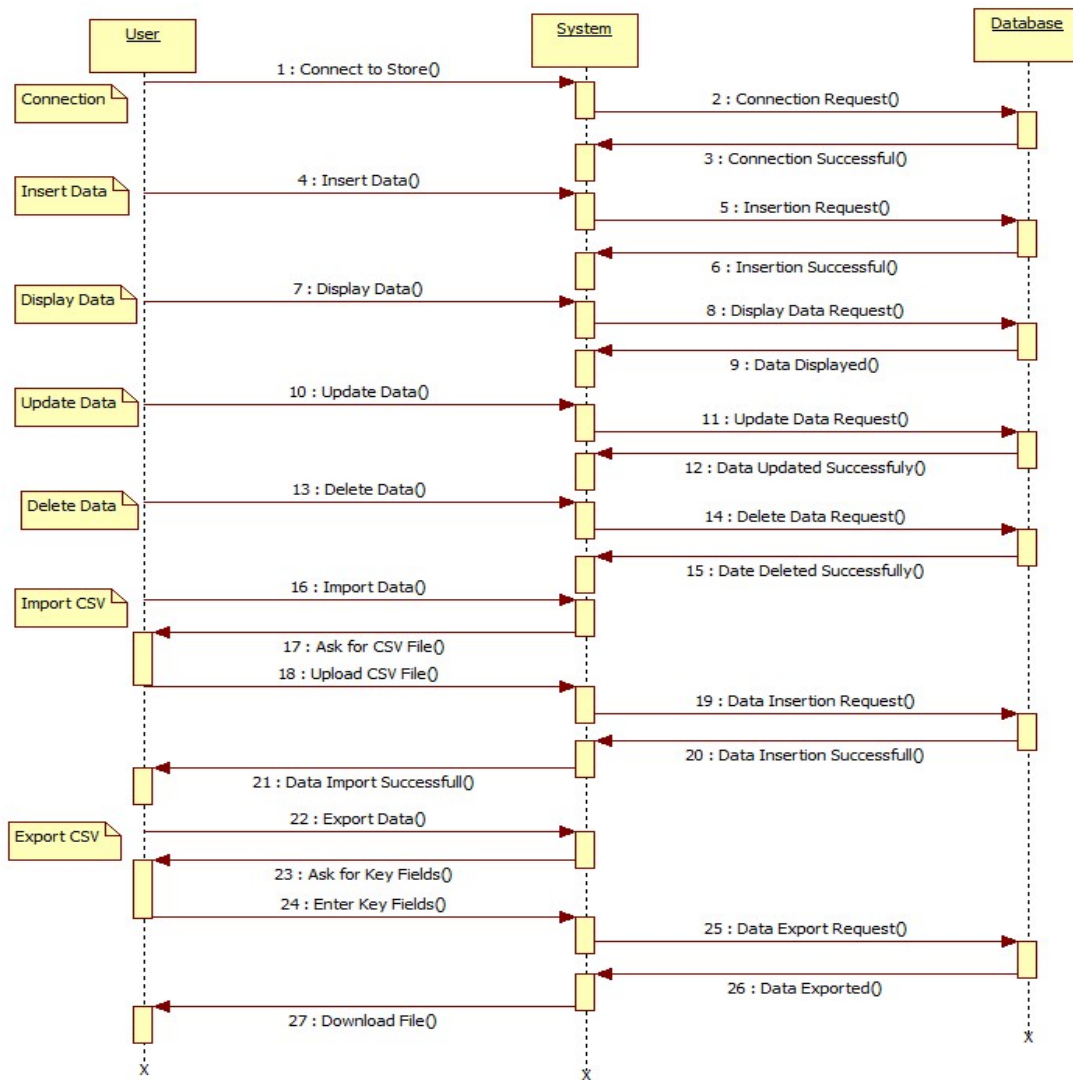 User
System
Database
1 : Connect to Store()
Connection
2 : Connection Request()
3 : Connection Successful()
Insert Data
4 : Insert Data()
5 : Insertion Request()
6 : Insertion Successful()
Display Data
7 : Display Data()
8 : Display Data Request()
9 : Data Displayed()
Update Data
10 : Update Data()
11 : Update Data Request()
12 : Data Updated Successfuly()
Delete Data
13 : Delete Data()
14 : Delete Data Request()
15 : Date Deleted Successfully()
Import CSV
16 : Import Data()
17 : Ask for CSV File()
18 : Upload CSV File()
19 : Data Insertion Request()
20 : Data Insertion Successfull()
21 : Data Import Successfull()
Export CSV
22 : Export Data()
23 : Ask for Key Fields()
24 : Enter Key Fields()
25 : Data Export Request()
26 : Data Exported()
27 : Download File()
X
X
X